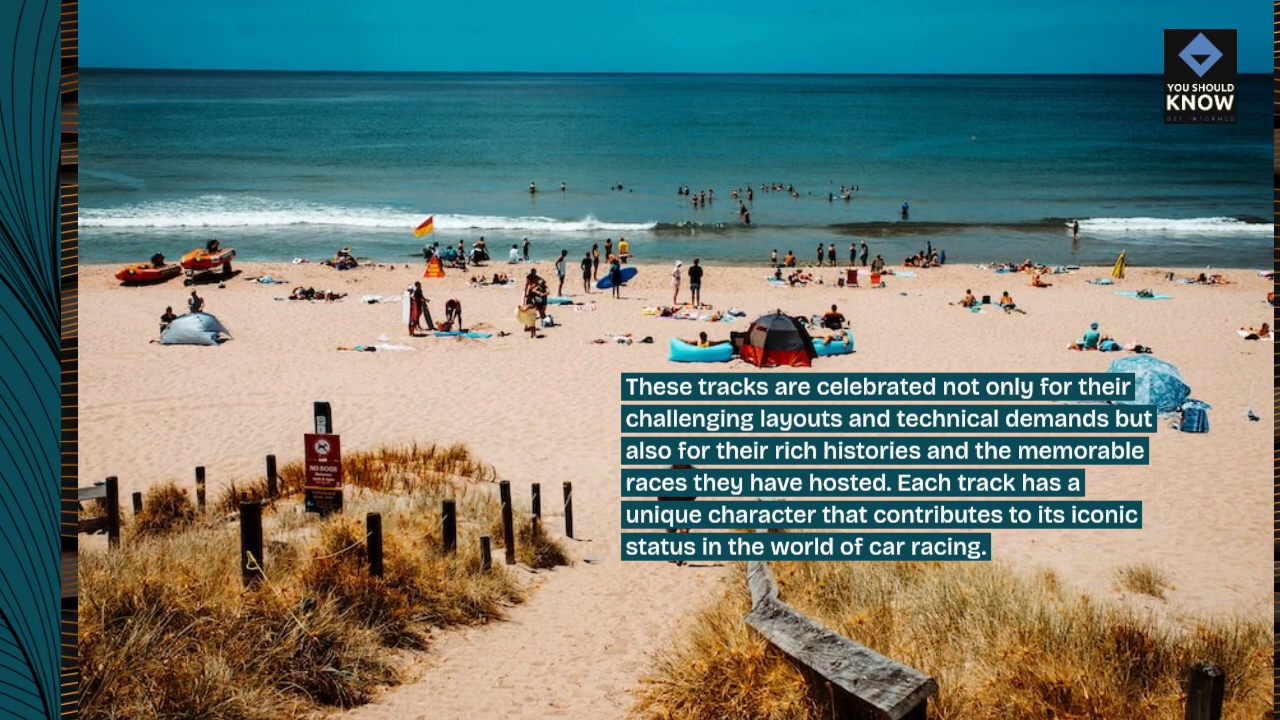 YOU SHOULD
KNOW
GET INFORMED
These tracks are celebrated not only for their
challenging layouts and technical demands but
also for their rich histories and the memorable
races they have hosted. Each track has a
unique character that contributes to its iconic
status in the world of car racing.
NO DOGS